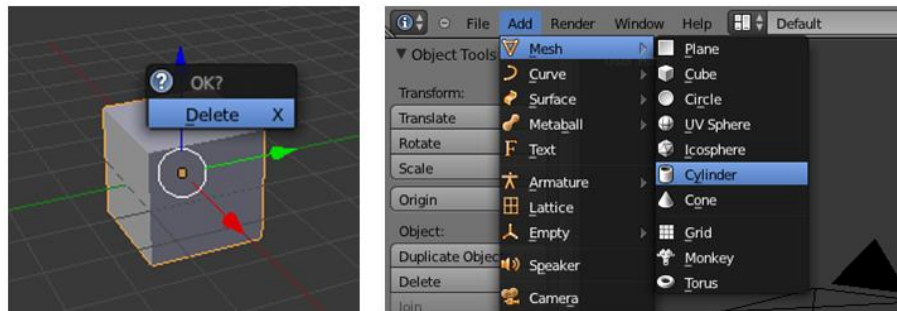 OK?
Delete X
File Add Render Window Help Default
Object Tools
Transform:
Translate
Rotate
Scale
Origin
Object:
Duplicate Objec
Delete
Join
Mesh
Curve
Surface
Metaball
Text
Armature
Lattice
Empty
Speaker
Camera
Plane
Cube
Circle
UV Sphere
Icosphere
Cylinder
Cone
Grid
Monkey
Torus